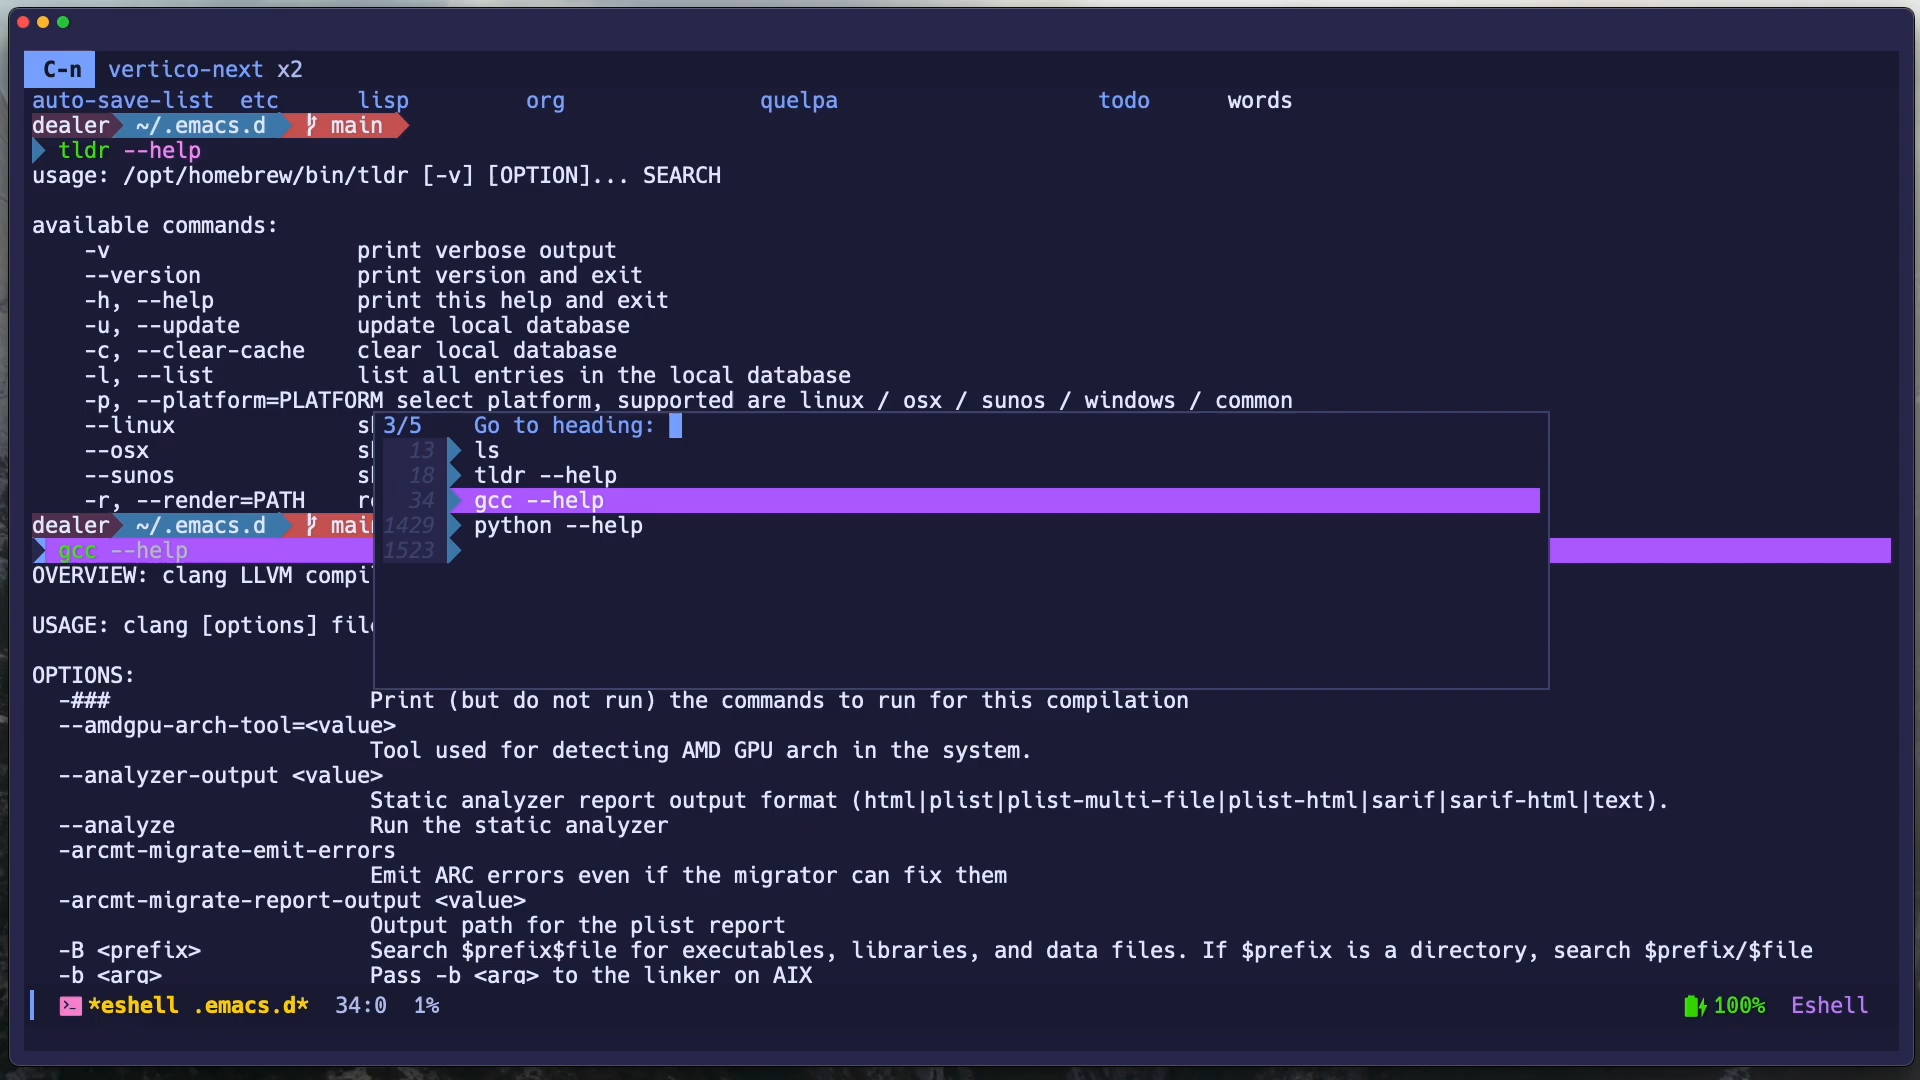 C-n vertico-next x2
auto-save-list etc lisp org quelpa todo words
dealer ~/.emacs.d main
tldr --help
usage: /opt/homebrew/bin/tldr [-v] [OPTION]... SEARCH
available commands:
-v print verbose output
--version print version and exit
-h, --help print this help and exit
-u, --update update local database
-c, --clear-cache clear local database
-l, --list list all entries in the local database
-p, --platform=PLATFORM select platform, supported are linux / osx / sunos / windows / common
--linux
--osx
--sunos
-r, --render=PATH
3/5 Go to heading:
13 ls
18 tldr --help
34 gcc --help
1429 python --help
1523
dealer ~/.emacs.d
gcc --help
OVERVIEW: clang LLVM
USAGE: clang [options]
OPTIONS:
-### Print (but do not run) the commands to run for this compilation
--amdgpu-arch-tool=<value>
Tool used for detecting AMD GPU arch in the system.
--analyzer-output <value>
Static analyzer report output format (html|plist|plist-multi-file|plist-html|sarif|sarif-html|text).
--analyze Run the static analyzer
-arcmt-migrate-emit-errors
Emit ARC errors even if the migrator can fix them
-arcmt-migrate-report-output <value>
Output path for the plist report
-B <prefix> Search $prefix$file for executables, libraries, and data files. If $prefix is a directory, search $prefix/$file
-b <arg> Pass -b <arg> to the linker on AIX
*eshell .emacs.d* 34:0 1% 100% Eshell